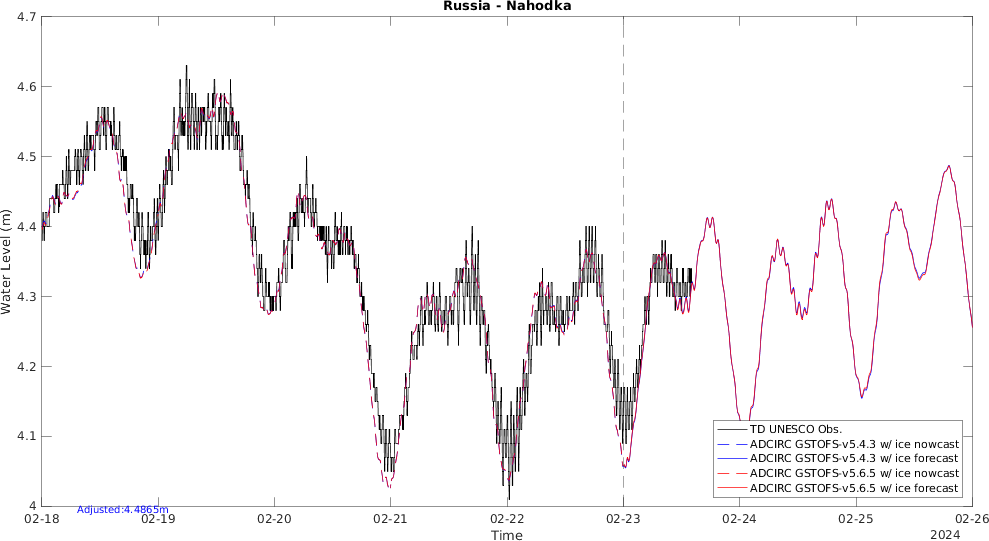 Russia - Nahodka
4.7
4.6
4.5
4.4
4.3
4.2
4.1
4
Water Level (m)
TD UNESCO Obs.
ADCIRC GSTOFS-v5.4.3 w/ ice nowcast
ADCIRC GSTOFS-v5.4.3 w/ ice forecast
ADCIRC GSTOFS-v5.6.5 w/ ice nowcast
ADCIRC GSTOFS-v5.6.5 w/ ice forecast
Adjusted:4.4865m
02-18 02-19 02-20 02-21 02-22 02-23 02-24 02-25 02-26
Time
2024